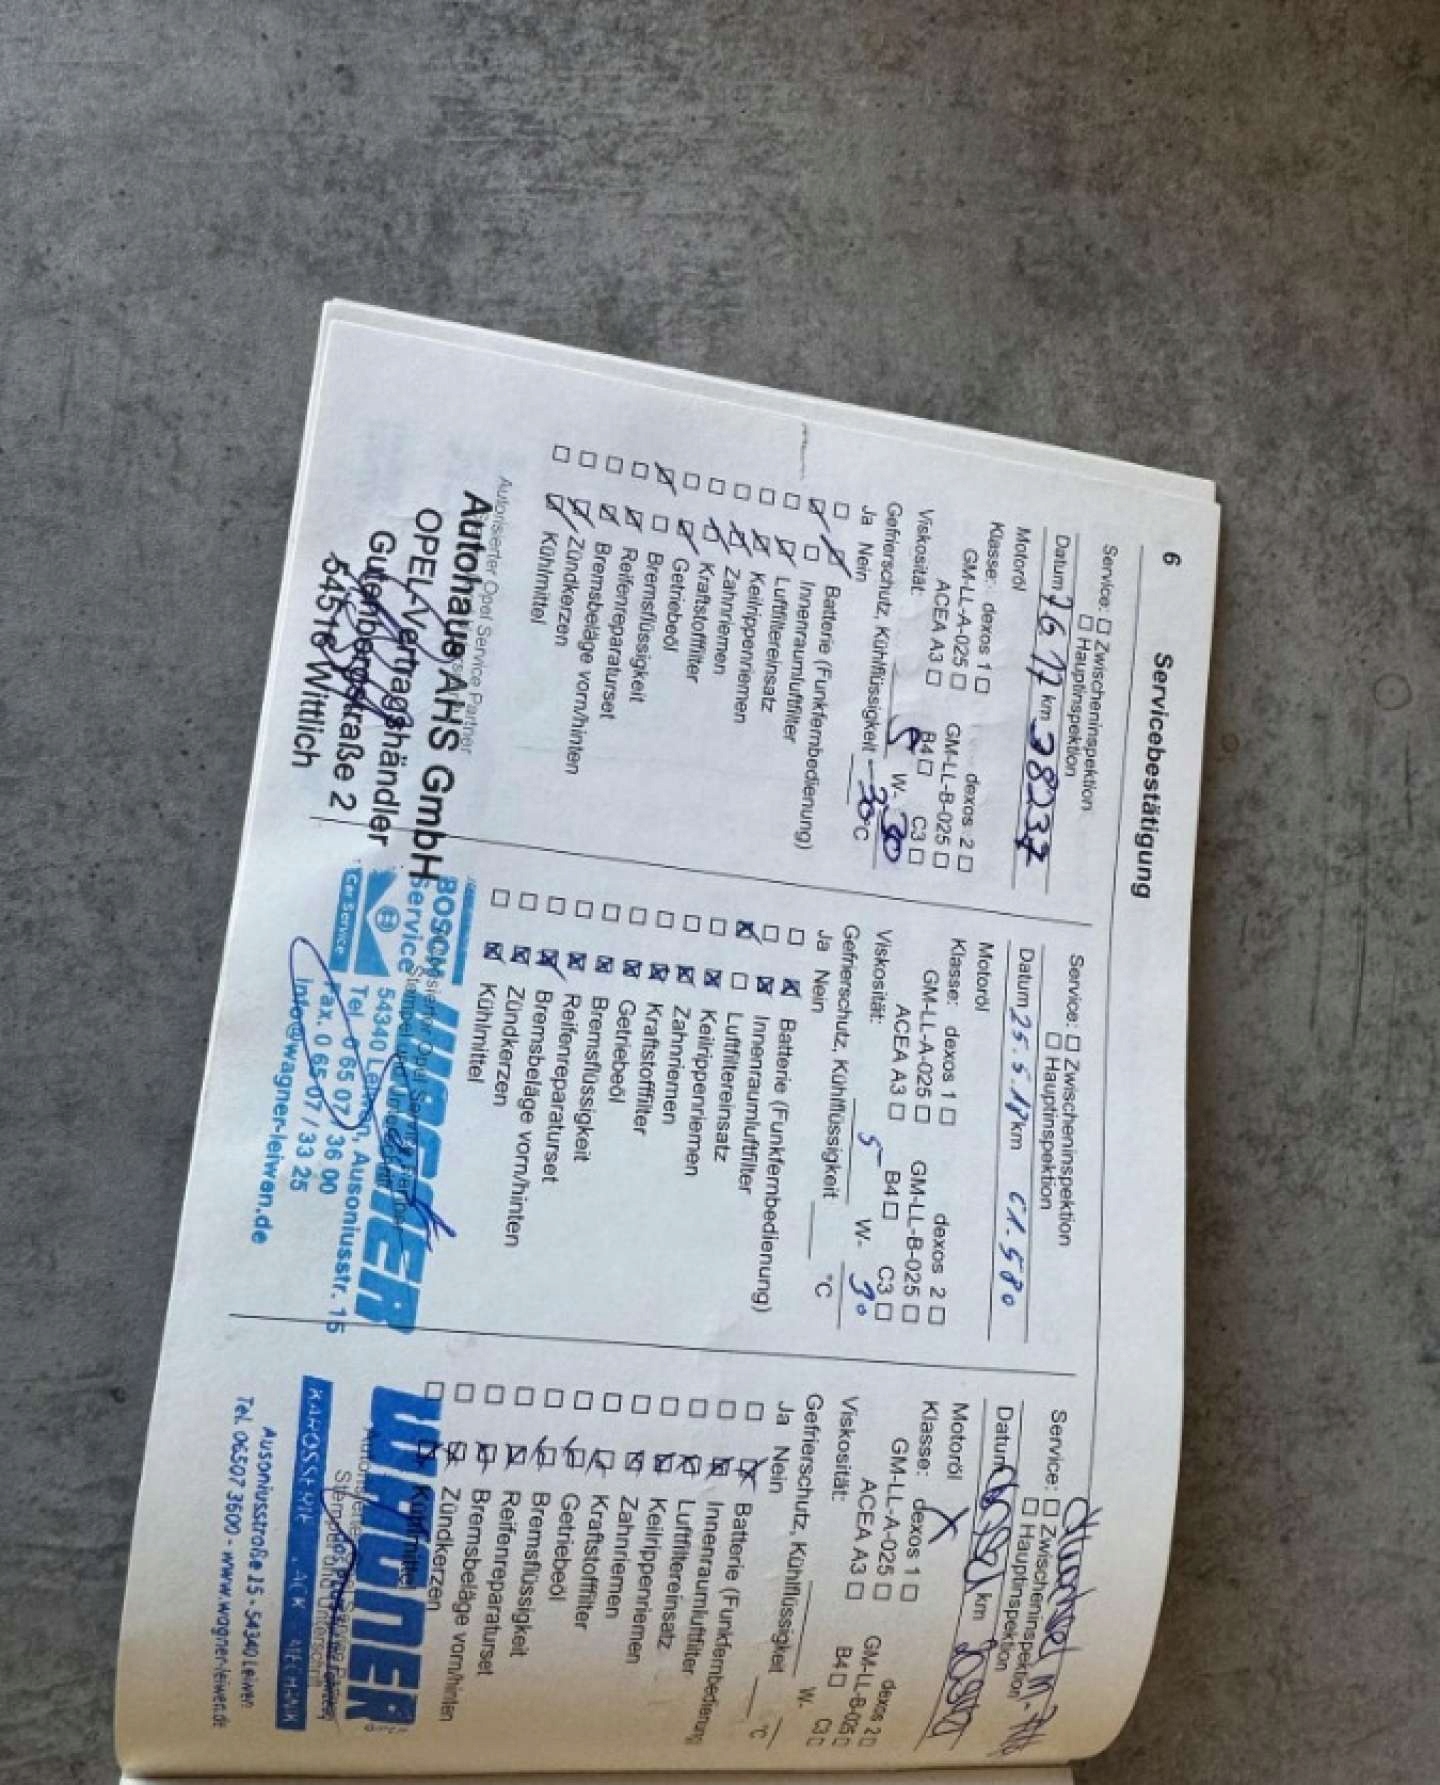 6 Servicebestätigung
Service: Zwischeninspektion
Hauptinspektion
Datum km 38237
Motoröl
Klasse: dexos 1 dexos 2
GM-LL-A-025 GM-LL-B-025
ACEA A3 B4 C3
Viskosität: 5 W- 30
Gefrierschutz, Kühlflüssigkeit -30 °C
Ja Nein
Batterie (Funkfernbedienung)
Innenraumluftfilter
Luftfiltereinsatz
Keilrippenriemen
Zahnriemen
Kraftstofffilter
Getriebeöl
Bremsflüssigkeit
Reifenreparaturset
Bremsbeläge vorn/hinten
Zündkerzen
Kühlmittel
Autorisierter Opel Service Partner
Autohaus AHS GmbH
OPEL-Vertragshändler
Gutenbergstraße 2
54516 Wittlich
Service: Zwischeninspektion
Hauptinspektion
Datum km
Motoröl
Klasse: dexos 1 dexos 2
GM-LL-A-025 GM-LL-B-025
ACEA A3 B4 C3
Viskosität: 5 W- 30
Gefrierschutz, Kühlflüssigkeit °C
Ja Nein
Batterie (Funkfernbedienung)
Innenraumluftfilter
Luftfiltereinsatz
Keilrippenriemen
Zahnriemen
Kraftstofffilter
Getriebeöl
Bremsflüssigkeit
Reifenreparaturset
Bremsbeläge vorn/hinten
Zündkerzen
Kühlmittel
BOSCH WAGNER
Service
54340 Leiwen, Ausoniusstr. 15
Car Service Tel. 0 65 07 / 36 00
Fax. 0 65 07 / 33 25
info@wagner-leiwen.de
Service: Zwischeninspektion
Hauptinspektion
Datum km
Motoröl
Klasse: dexos 1 dexos 2
GM-LL-A-025 GM-LL-B-025
ACEA A3 B4 C3
Viskosität: W-
Gefrierschutz, Kühlflüssigkeit °C
Ja Nein
Batterie (Funkfernbedienung
Innenraumluftfilter
Luftfiltereinsatz
Keilrippenriemen
Zahnriemen
Kraftstofffilter
Getriebeöl
Bremsflüssigkeit
Reifenreparaturset
Bremsbeläge vorn/hinten
Zündkerzen
Kühlmittel
WAGNER
Ausoniusstraße 15 - 54340 Leiwen
Tel. 06507 3600 - www.wagner-leiwen.de